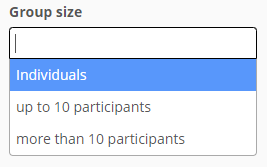 Group size
Individuals
up to 10 participants
more than 10 participants